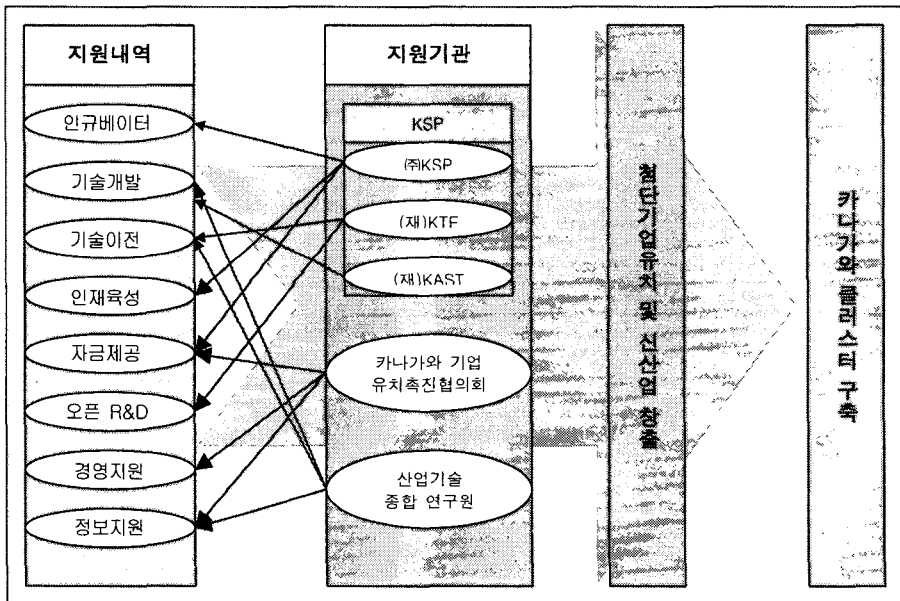 지원내역
인규베이터
기술개발
기술이전
인재육성
자금제공
오픈 R&D
경영지원
정보지원
지원기관
KSP
㈜KSP
(재)KTF
(재)KAST
카나가와 기업
유치촉진협의회
산업기술
종합 연구원
첨단기업유치 및 신산업 창출
카나가와 클러스터 구축